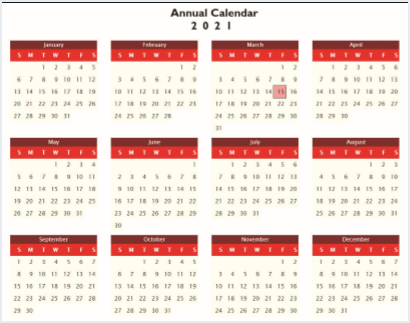 Annual Calendar
2 0 2 1
January
S M T W T F S
1 2 3 4 5
6 7 8 9 10 11 12
13 14 15 16 17 18 19
20 21 22 23 24 25 26
27 28 29 30 31
February
S M T W T F S
1 2
3 4 5 6 7 8 9
10 11 12 13 14 15 16
17 18 19 20 21 22 23
24 25 26 27 28
March
S M T W T F S
1 2
3 4 5 6 7 8 9
10 11 12 13 14 15 16
17 18 19 20 21 22 23
24 25 26 27 28 29 30
31
April
S M T W T F S
1 2 3 4 5 6
7 8 9 10 11 12 13
14 15 16 17 18 19 20
21 22 23 24 25 26 27
28 29 30
May
S M T W T F S
1 2 3 4
5 6 7 8 9 10 11
12 13 14 15 16 17 18
19 20 21 22 23 24 25
26 27 28 29 30 31
June
S M T W T F S
1
2 3 4 5 6 7 8
9 10 11 12 13 14 15
16 17 18 19 20 21 22
23 24 25 26 27 28 29
30
July
S M T W T F S
1 2 3 4 5 6
7 8 9 10 11 12 13
14 15 16 17 18 19 20
21 22 23 24 25 26 27
28 29 30 31
August
S M T W T F S
1 2 3
4 5 6 7 8 9 10
11 12 13 14 15 16 17
18 19 20 21 22 23 24
25 26 27 28 29 30 31
September
S M T W T F S
1 2 3 4 5 6 7
8 9 10 11 12 13 14
15 16 17 18 19 20 21
22 23 24 25 26 27 28
29 30
October
S M T W T F S
1 2 3 4 5
6 7 8 9 10 11 12
13 14 15 16 17 18 19
20 21 22 23 24 25 26
27 28 29 30 31
November
S M T W T F S
1 2
3 4 5 6 7 8 9
10 11 12 13 14 15 16
17 18 19 20 21 22 23
24 25 26 27 28 29 30
December
S M T W T F S
1 2 3 4 5 6 7
8 9 10 11 12 13 14
15 16 17 18 19 20 21
22 23 24 25 26 27 28
29 30 31